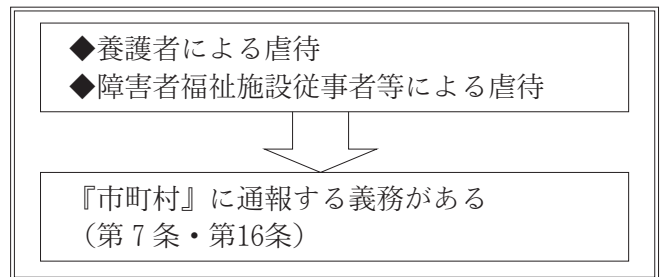 ◆養護者による虐待
◆障害者福祉施設従事者等による虐待
『市町村』に通報する義務がある
（第７条・第16条）